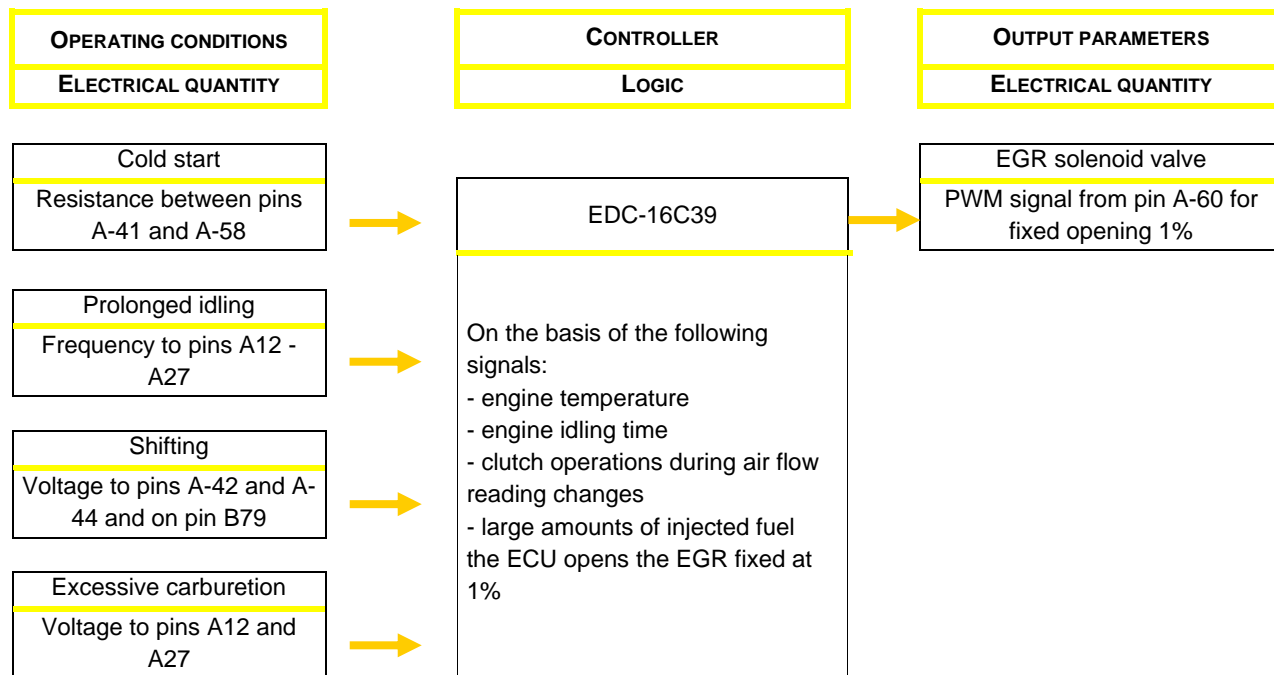 OPERATING CONDITIONS
ELECTRICAL QUANTITY
Cold start
Resistance between pins
A-41 and A-58
Prolonged idling
Frequency to pins A12 -
A27
Shifting
Voltage to pins A-42 and A-
44 and on pin B79
Excessive carburetion
Voltage to pins A12 and
A27
CONTROLLER
LOGIC
EDC-16C39
On the basis of the following
signals:
- engine temperature
- engine idling time
- clutch operations during air flow
reading changes
- large amounts of injected fuel
the ECU opens the EGR fixed at
1%
OUTPUT PARAMETERS
ELECTRICAL QUANTITY
EGR solenoid valve
PWM signal from pin A-60 for
fixed opening 1%